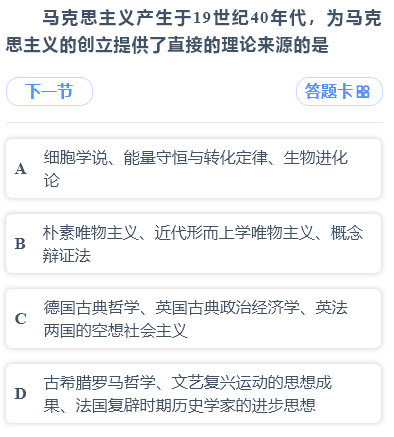 马克思主义产生于19世纪40年代，为马克
思主义的创立提供了直接的理论来源的是
下一节
答题卡
A
细胞学说、能量守恒与转化定律、生物进化
论
B
朴素唯物主义、近代形而上学唯物主义、概念
辩证法
C
德国古典哲学、英国古典政治经济学、英法
两国的空想社会主义
D
古希腊罗马哲学、文艺复兴运动的思想成
果、法国复辟时期历史学家的进步思想